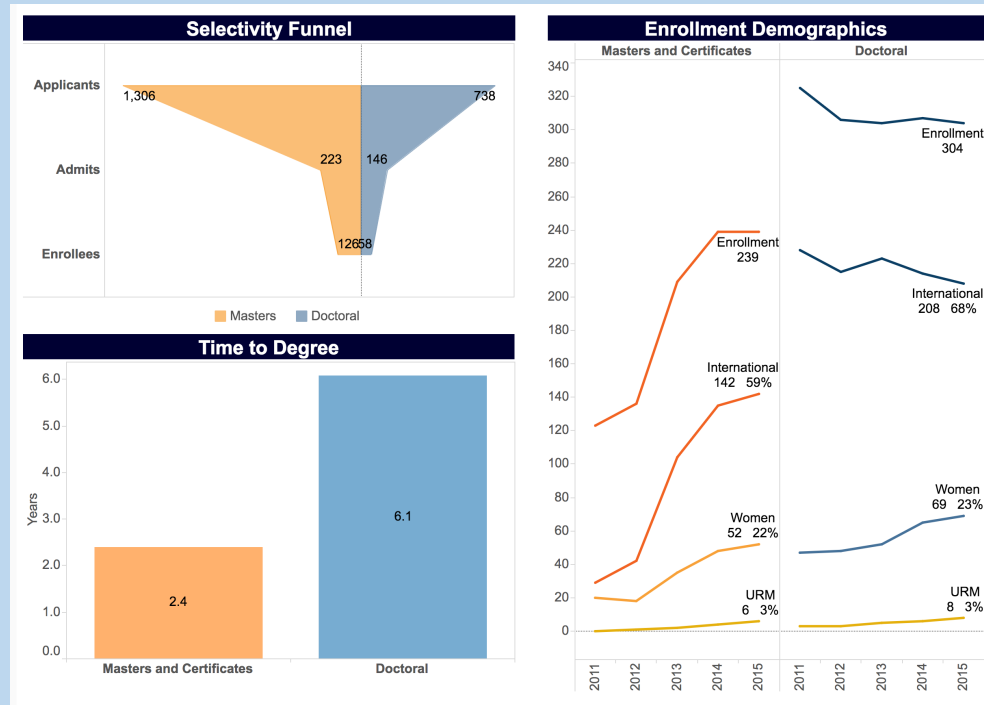 Selectivity Funnel
Applicants
1,306
738
Admits
223
146
Enrollees
126
58
Masters
Doctoral
Time to Degree
6.0
5.0
4.0
3.0
2.0
1.0
0.0
Years
2.4
6.1
Masters and Certificates
Doctoral
Enrollment Demographics
Masters and Certificates
Doctoral
340
320
300
280
260
240
220
200
180
160
140
120
100
80
60
40
20
0
Enrollment
239
International
142 59%
Women
52 22%
URM
6 3%
Enrollment
304
International
208 68%
Women
69 23%
URM
8 3%
2011
2012
2013
2014
2015
2011
2012
2013
2014
2015